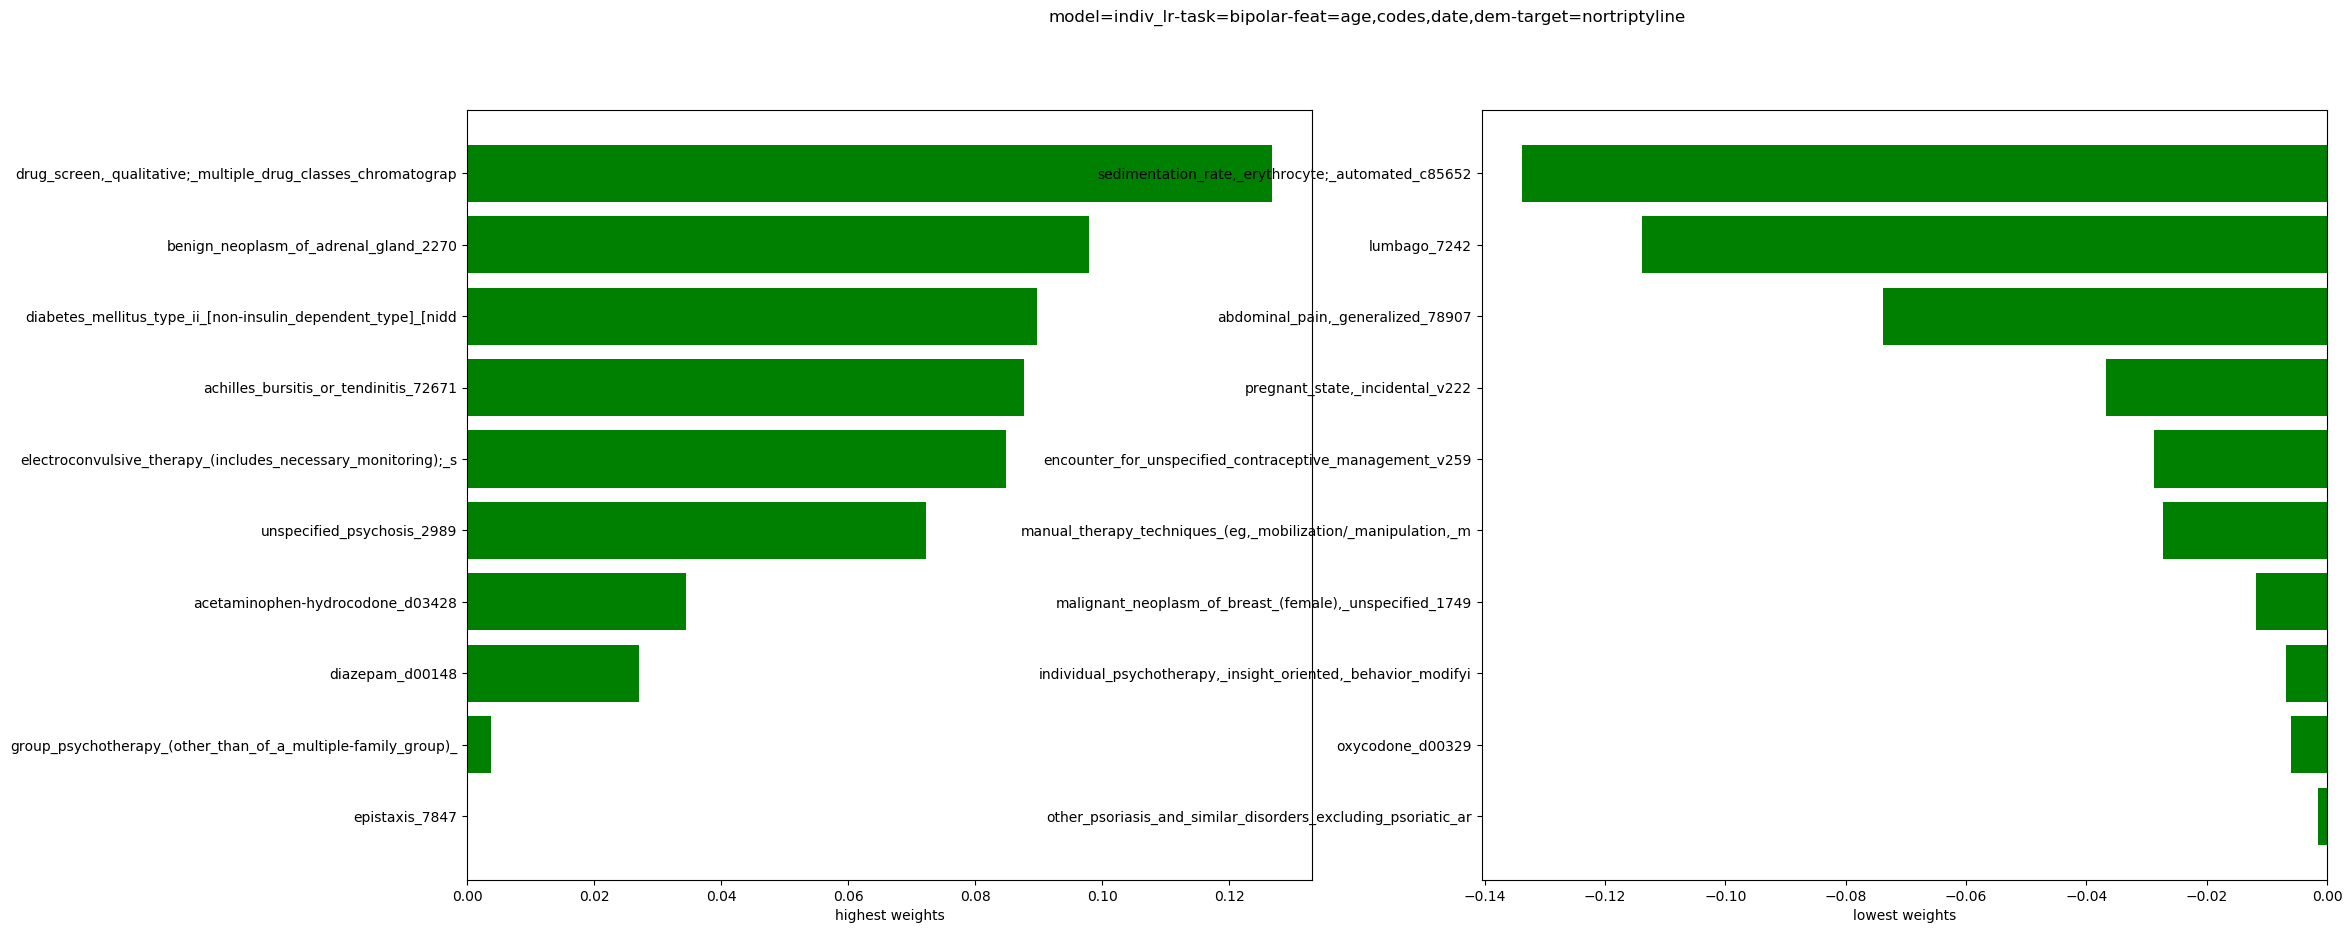 model=indiv_lr-task=bipolar-feat=age,codes,date,dem-target=nortriptyline
drug_screen,_qualitative;_multiple_drug_classes_chromatograp
benign_neoplasm_of_adrenal_gland_2270
diabetes_mellitus_type_ii_[non-insulin_dependent_type]_[nidd
achilles_bursitis_or_tendinitis_72671
electroconvulsive_therapy_(includes_necessary_monitoring);_s
unspecified_psychosis_2989
acetaminophen-hydrocodone_d03428
diazepam_d00148
group_psychotherapy_(other_than_of_a_multiple-family_group)_
epistaxis_7847
0.00 0.02 0.04 0.06 0.08 0.10 0.12
highest weights
sedimentation_rate,_erythrocyte;_automated_c85652
lumbago_7242
abdominal_pain,_generalized_78907
pregnant_state,_incidental_v222
encounter_for_unspecified_contraceptive_management_v259
manual_therapy_techniques_(eg,_mobilization/_manipulation,_m
malignant_neoplasm_of_breast_(female),_unspecified_1749
individual_psychotherapy,_insight_oriented,_behavior_modifyi
oxycodone_d00329
other_psoriasis_and_similar_disorders_excluding_psoriatic_ar
−0.14 −0.12 −0.10 −0.08 −0.06 −0.04 −0.02 0.00
lowest weights